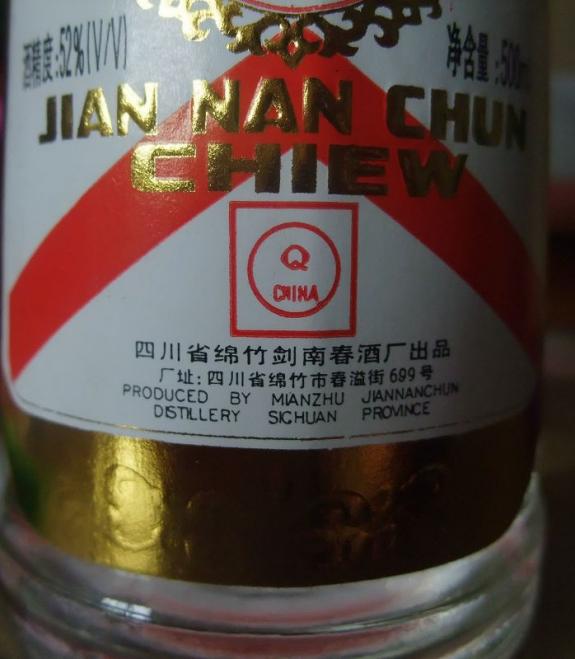 酒精度:52%(V/V)
净含量:500m
JIAN NAN CHUN
CHIEW
Q
CHINA
四川省绵竹剑南春酒厂出品
厂址:四川省绵竹市春溢街699号
PRODUCED BY MIANZHU JIANNANCHUN
DISTILLERY SICHUAN PROVINCE